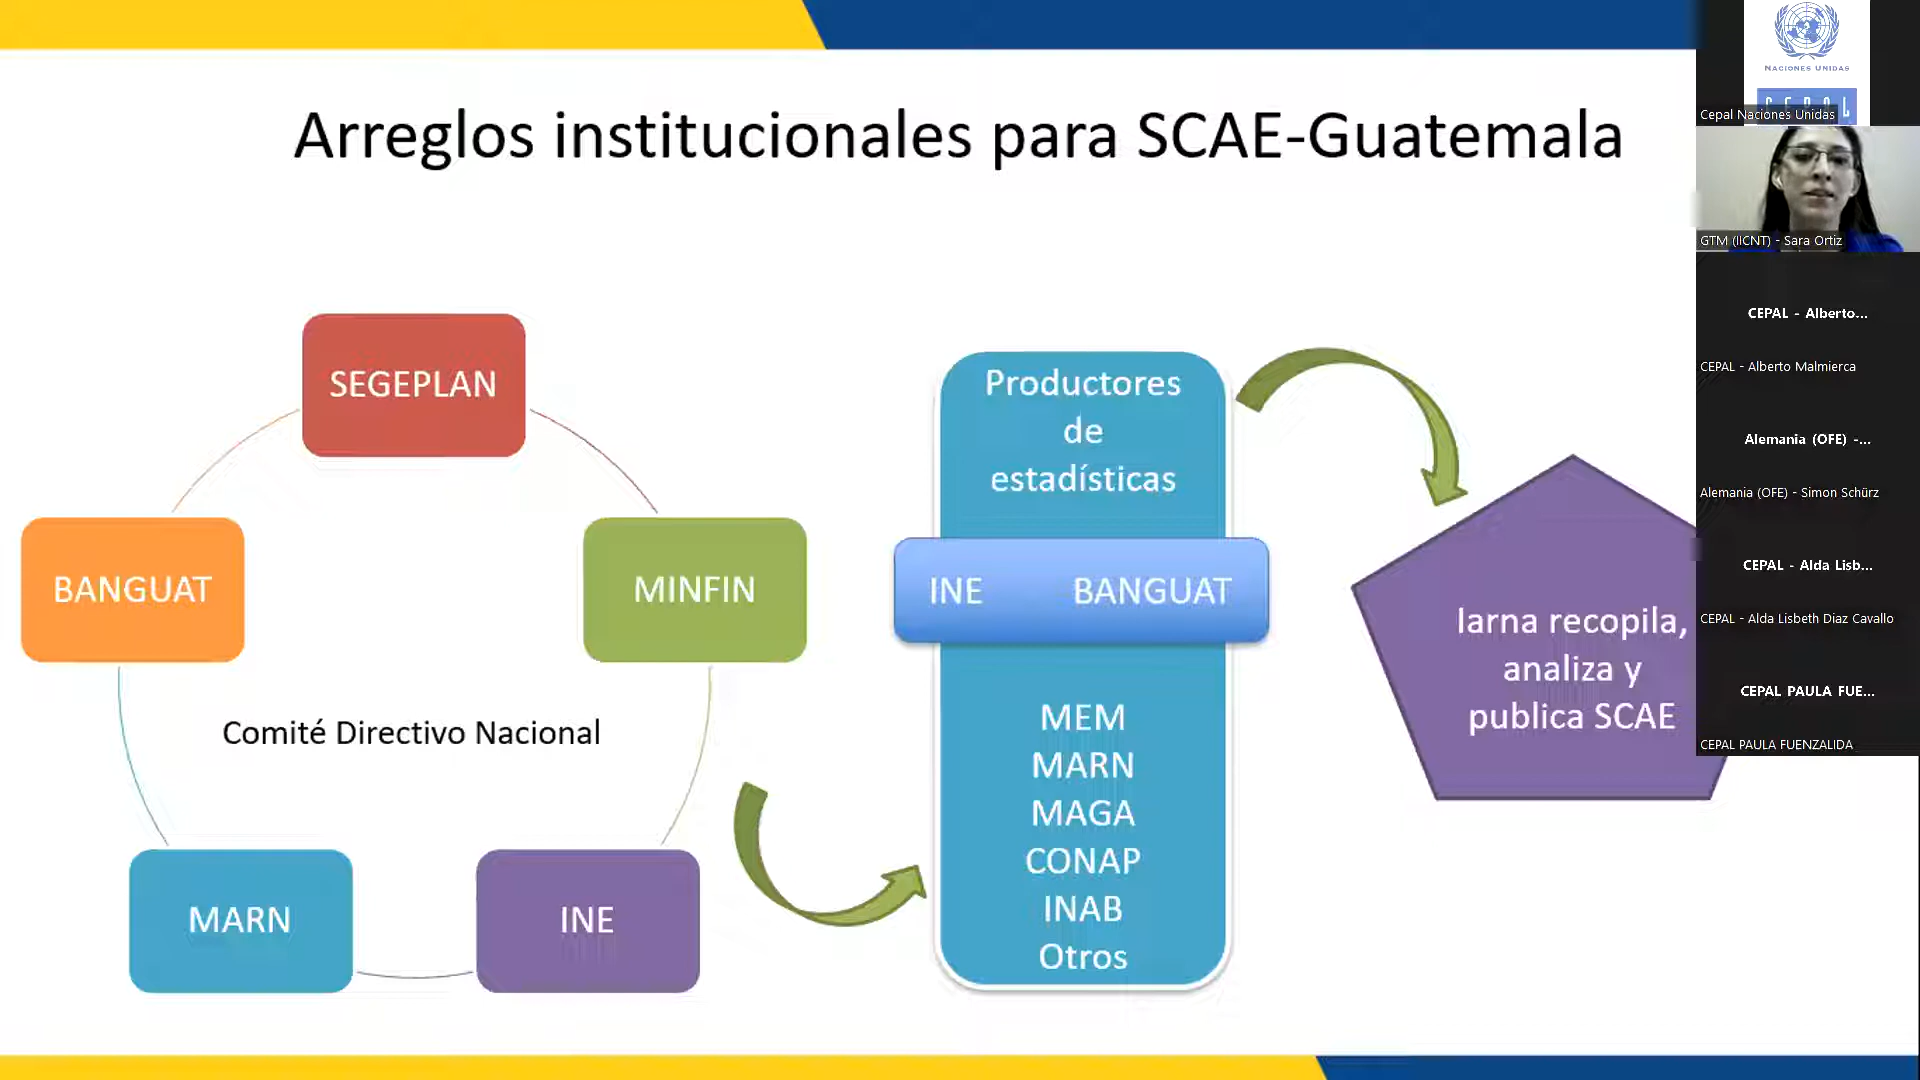 Arreglos institucionales para SCAE-Guatemala
SEGEPLAN
BANGUAT
MINFIN
Comité Directivo Nacional
MARN
INE
Productores
de
estadísticas
INE BANGUAT
MEM
MARN
MAGA
CONAP
INAB
Otros
Iarna recopila,
analiza y
publica SCAE
NACIONES UNIDAS
CEPAL
Cepal Naciones Unidas
GTM (IICNT) - Sara Ortiz
CEPAL - Alberto...
CEPAL - Alberto Malmierca
Alemania (OFE) -...
Alemania (OFE) - Simon Schürz
CEPAL - Alda Lisb...
CEPAL - Alda Lisbeth Díaz Cavallo
CEPAL PAULA FUE...
CEPAL PAULA FUENZALIDA